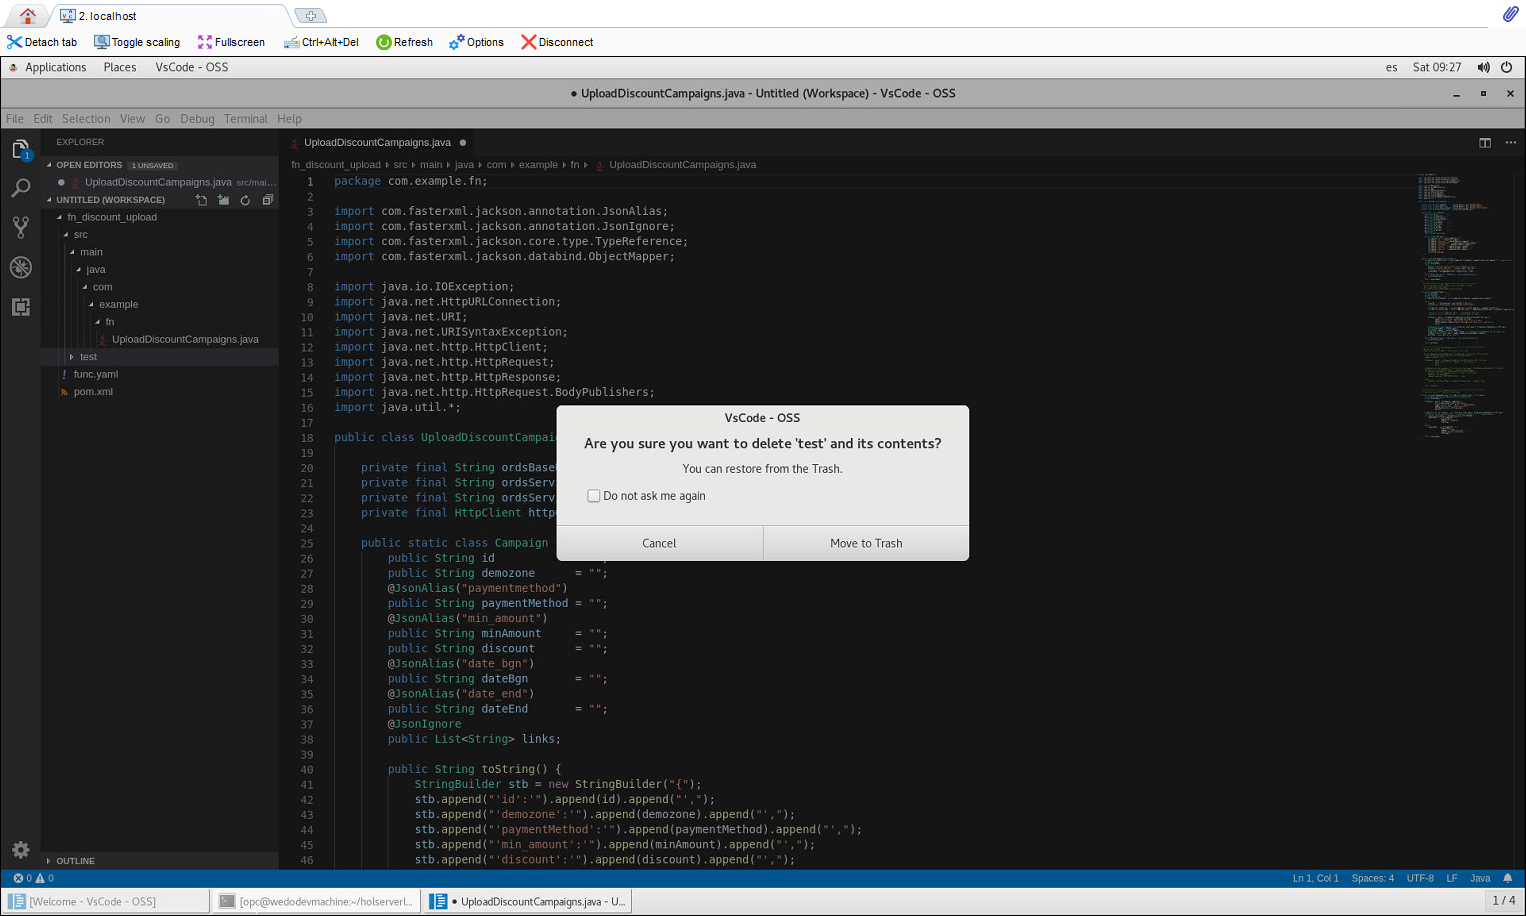 2. localhost
Detach tab Toggle scaling Fullscreen Ctrl+Alt+Del Refresh Options Disconnect
Applications Places VsCode - OSS es Sat 09:27
● UploadDiscountCampaigns.java - Untitled (Workspace) - VsCode - OSS
File Edit Selection View Go Debug Terminal Help
EXPLORER
OPEN EDITORS 1 UNSAVED
UploadDiscountCampaigns.java src/mai...
UNTITLED (WORKSPACE)
fn_discount_upload
src
main
java
com
example
fn
UploadDiscountCampaigns.java
test
func.yaml
pom.xml
OUTLINE
1
UploadDiscountCampaigns.java ●
fn_discount_upload › src › main › java › com › example › fn › UploadDiscountCampaigns.java
1 package com.example.fn;
2
3 import com.fasterxml.jackson.annotation.JsonAlias;
4 import com.fasterxml.jackson.annotation.JsonIgnore;
5 import com.fasterxml.jackson.core.type.TypeReference;
6 import com.fasterxml.jackson.databind.ObjectMapper;
7
8 import java.io.IOException;
9 import java.net.HttpURLConnection;
10 import java.net.URI;
11 import java.net.URISyntaxException;
12 import java.net.http.HttpClient;
13 import java.net.http.HttpRequest;
14 import java.net.http.HttpResponse;
15 import java.net.http.HttpRequest.BodyPublishers;
16 import java.util.*;
17
18 public class UploadDiscountCampai
19
20 private final String ordsBase
21 private final String ordsServ
22 private final String ordsServ
23 private final HttpClient http
24
25 public static class Campaign
26 public String id
27 public String demozone = "";
28 @JsonAlias("paymentmethod")
29 public String paymentMethod = "";
30 @JsonAlias("min_amount")
31 public String minAmount = "";
32 public String discount = "";
33 @JsonAlias("date_bgn")
34 public String dateBgn = "";
35 @JsonAlias("date_end")
36 public String dateEnd = "";
37 @JsonIgnore
38 public List<String> links;
39
40 public String toString() {
41 StringBuilder stb = new StringBuilder("{");
42 stb.append("'id':'").append(id).append("',");
43 stb.append("'demozone':'").append(demozone).append("',");
44 stb.append("'paymentMethod':'").append(paymentMethod).append("',");
45 stb.append("'min_amount':'").append(minAmount).append("',");
46 stb.append("'discount':'").append(discount).append("',");
VsCode - OSS
Are you sure you want to delete 'test' and its contents?
You can restore from the Trash.
Do not ask me again
Cancel Move to Trash
0 0 Ln 1, Col 1 Spaces: 4 UTF-8 LF Java
[Welcome - VsCode - OSS] [opc@wedodevmachine:~/holserverl... ● UploadDiscountCampaigns.java - U... 1 / 4